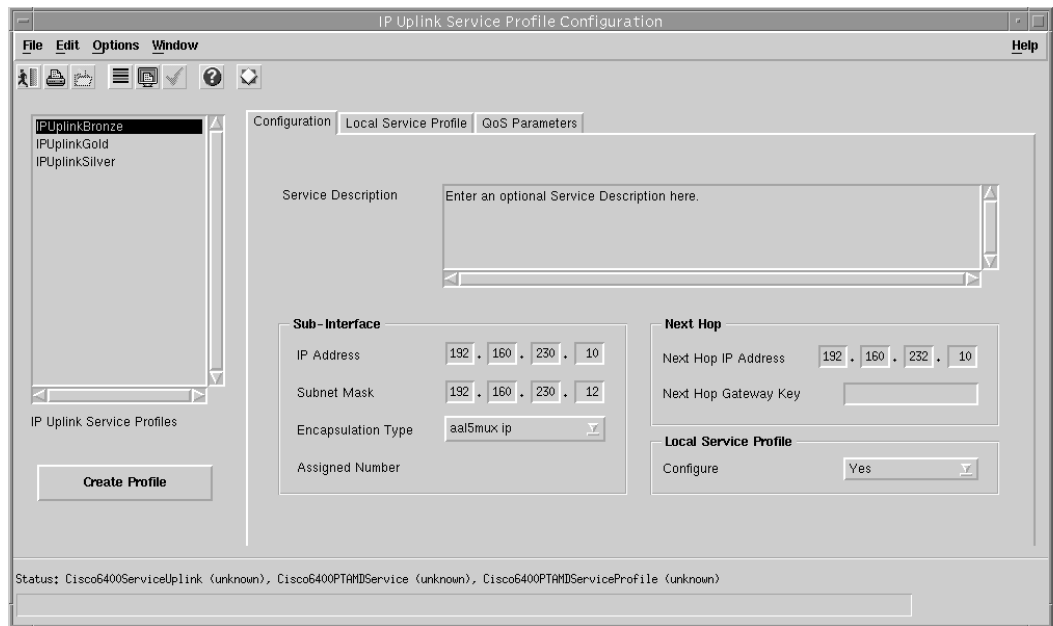 IP Uplink Service Profile Configuration
File Edit Options Window Help
IPUplinkBronze
IPUplinkGold
IPUplinkSilver
IP Uplink Service Profiles
Create Profile
Configuration Local Service Profile QoS Parameters
Service Description Enter an optional Service Description here.
Sub-Interface
IP Address 192 . 160 . 230 . 10
Subnet Mask 192 . 160 . 230 . 12
Encapsulation Type aal5mux ip
Assigned Number
Next Hop
Next Hop IP Address 192 . 160 . 232 . 10
Next Hop Gateway Key
Local Service Profile
Configure Yes
Status: Cisco6400ServiceUplink (unknown), Cisco6400PTAMDService (unknown), Cisco6400PTAMDServiceProfile (unknown)